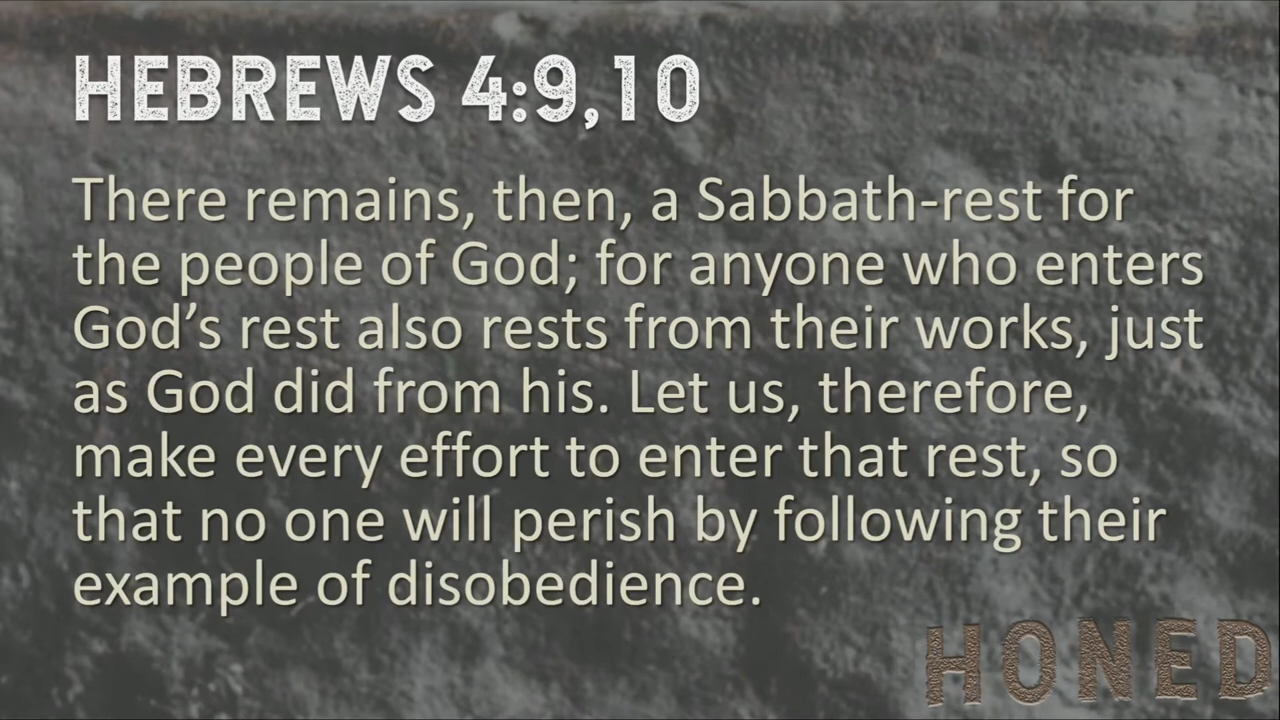 HEBREWS 4:9,10
There remains, then, a Sabbath-rest for
the people of God; for anyone who enters
God’s rest also rests from their works, just
as God did from his. Let us, therefore,
make every effort to enter that rest, so
that no one will perish by following their
example of disobedience.
HONED